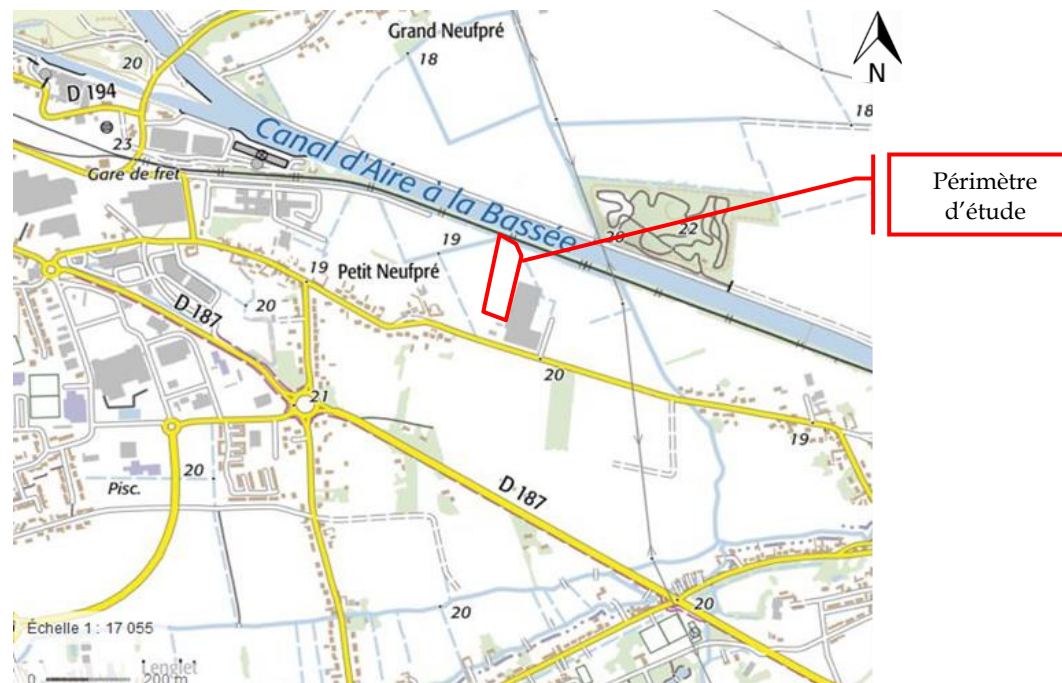 Grand Neufpré
18
20
D 194
23
Gare de fret
Canal d'Aire à la Bassée
N
18
Périmètre
d'étude
19
20
22
19
Petit Neufpré
20
D 187
20
21
19
20
Pisc.
D 187
20
20
Échelle 1 : 17 055
Lenglet
0
200 m